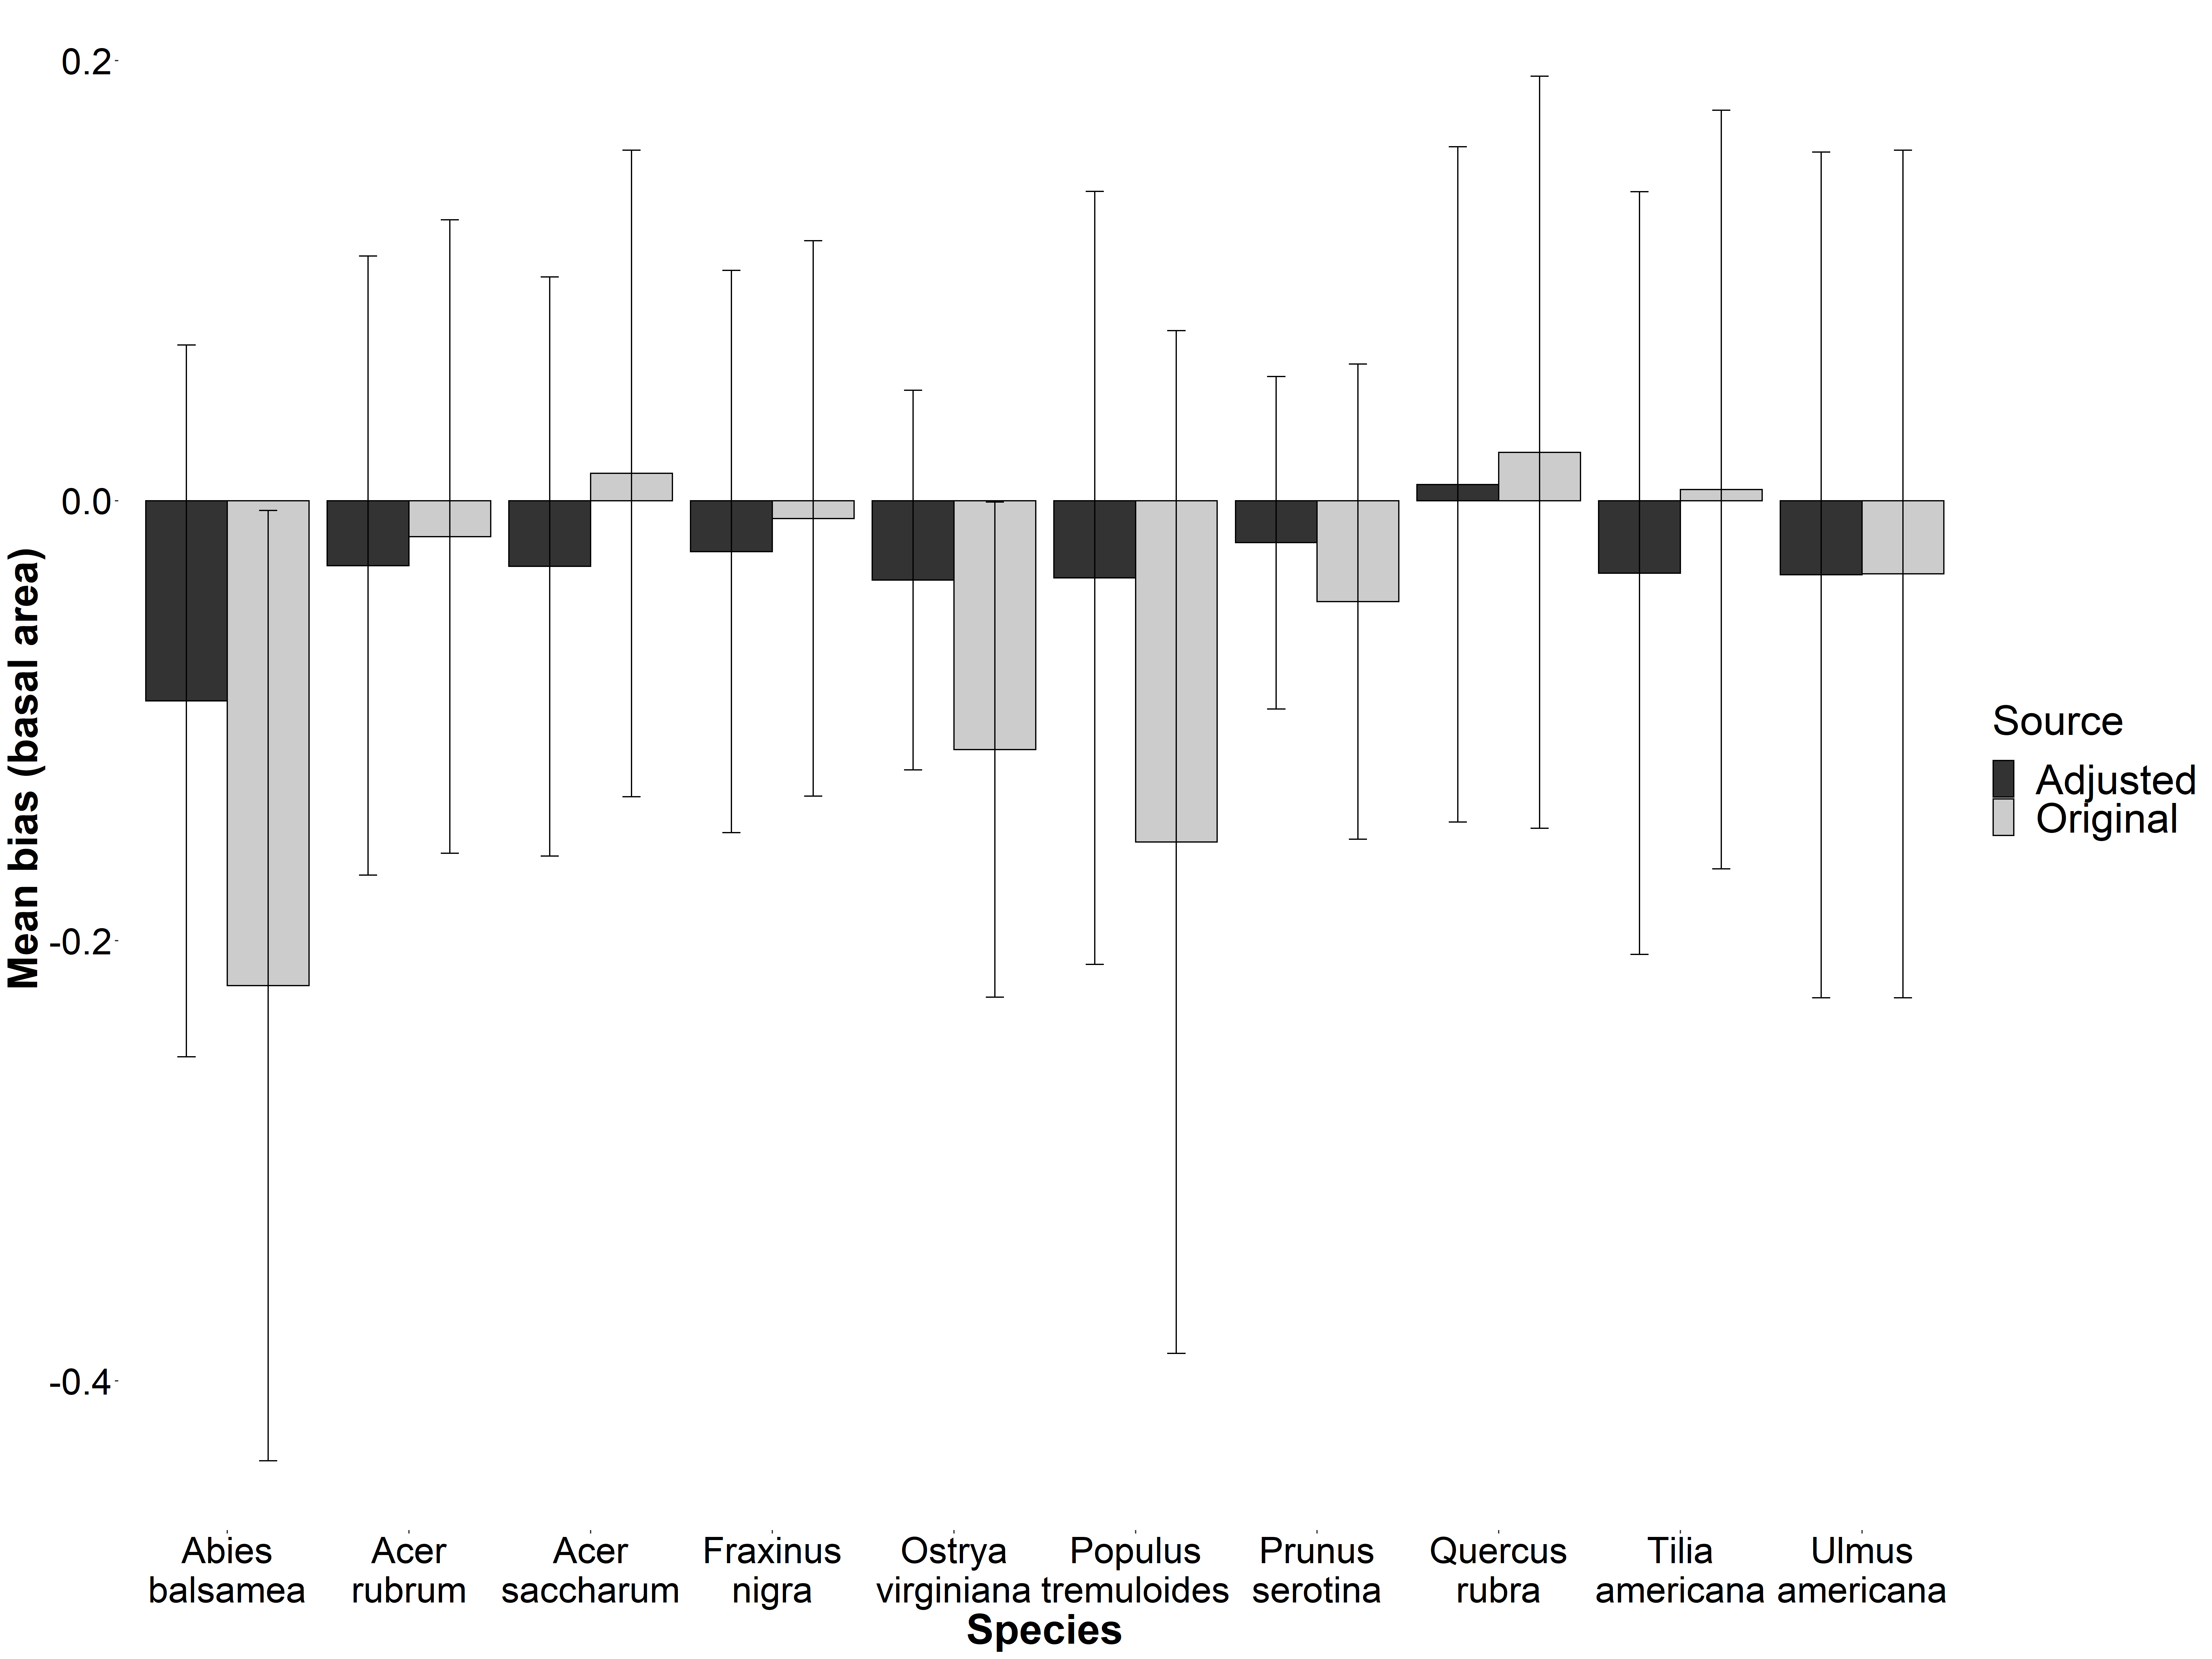 0.2
0.0
-0.2
-0.4
Mean bias (basal area)
Abies
balsamea
Acer
rubrum
Acer
saccharum
Fraxinus
nigra
Ostrya
virginiana
Populus
tremuloides
Prunus
serotina
Quercus
rubra
Tilia
americana
Ulmus
americana
Species
Source
Adjusted
Original